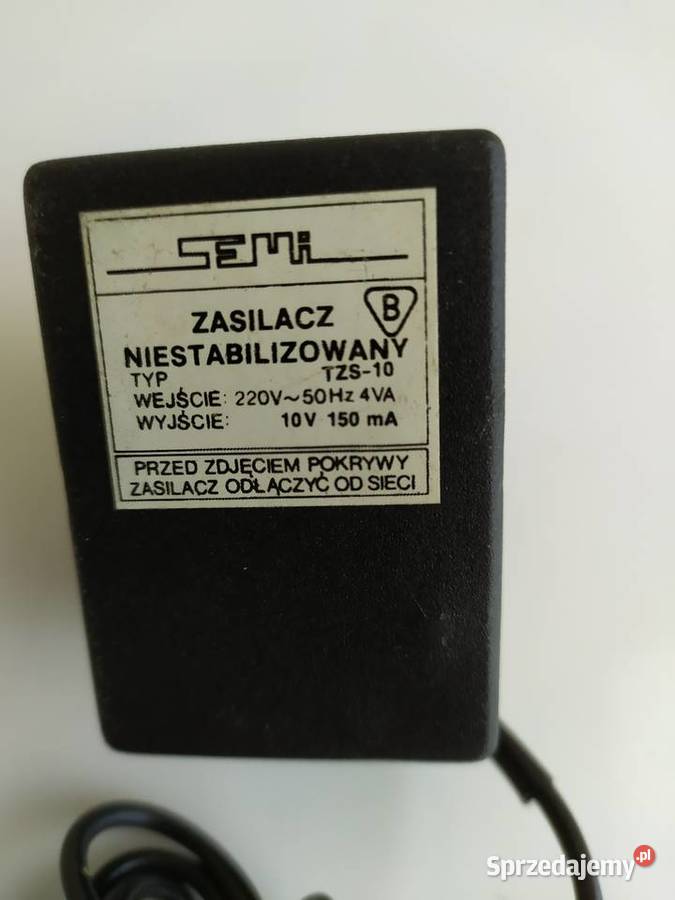 SEMi
B
ZASILACZ
NIESTABILIZOWANY
TYP TZS-10
WEJŚCIE: 220V~50Hz 4VA
WYJŚCIE: 10V 150 mA
PRZED ZDJĘCIEM POKRYWY
ZASILACZ ODŁĄCZYĆ OD SIECI
Sprzedajemy.pl